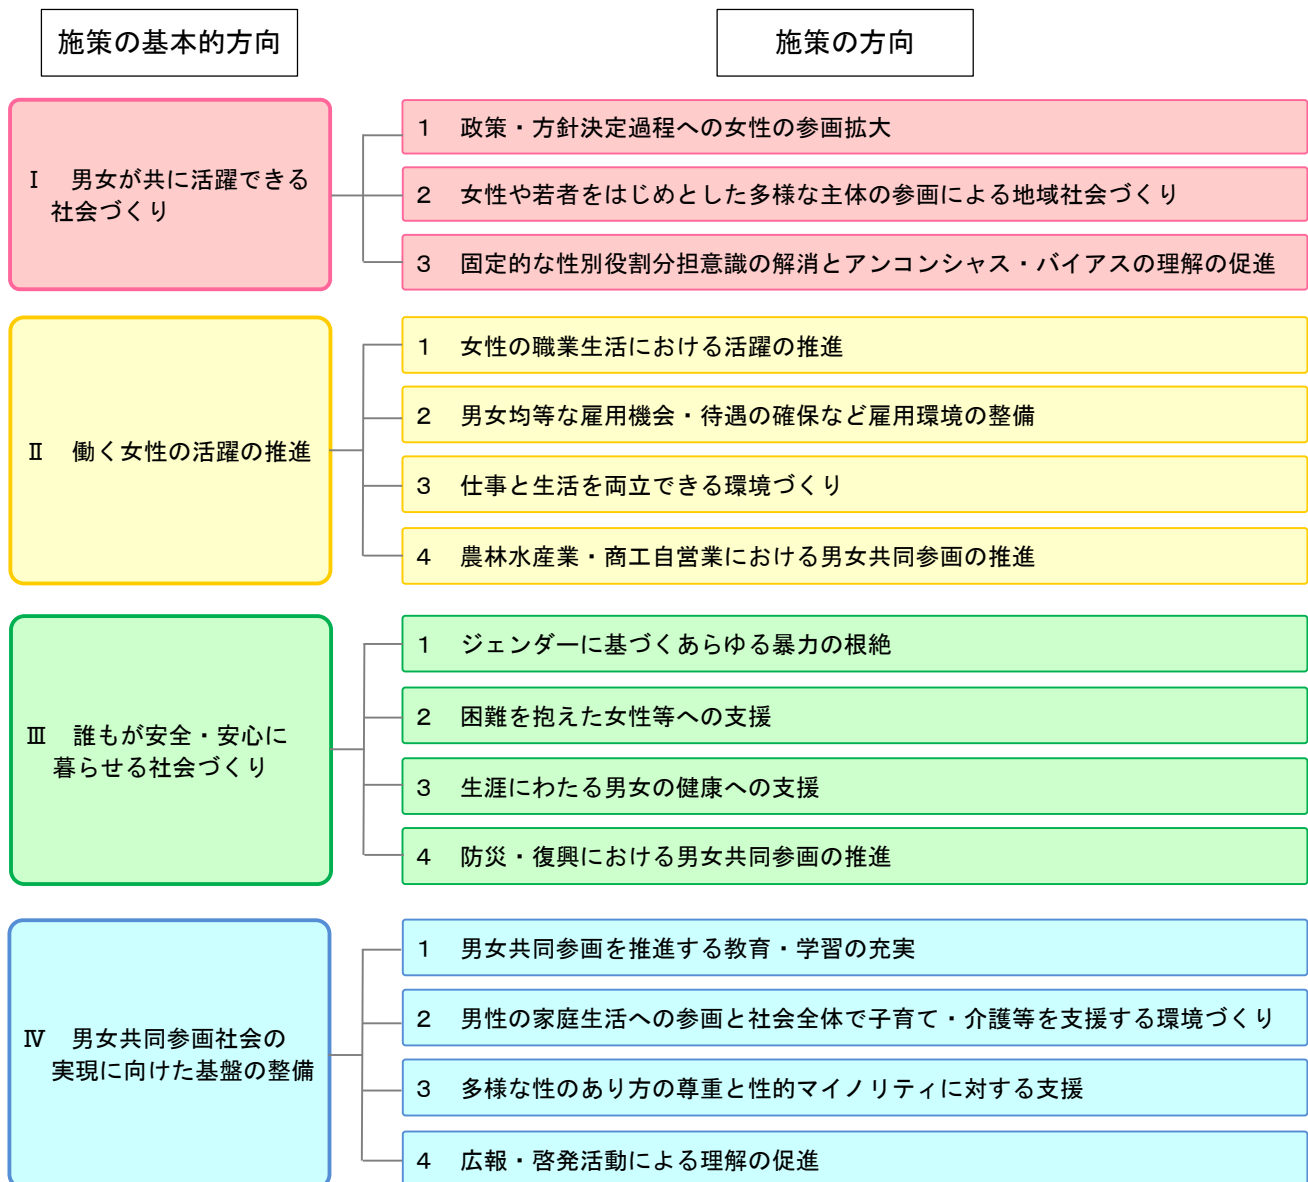 施策の基本的方向
施策の方向
Ⅰ 男女が共に活躍できる
社会づくり
1 政策・方針決定過程への女性の参画拡大
2 女性や若者をはじめとした多様な主体の参画による地域社会づくり
3 固定的な性別役割分担意識の解消とアンコンシャス・バイアスの理解の促進
Ⅱ 働く女性の活躍の推進
1 女性の職業生活における活躍の推進
2 男女均等な雇用機会・待遇の確保など雇用環境の整備
3 仕事と生活を両立できる環境づくり
4 農林水産業・商工自営業における男女共同参画の推進
Ⅲ 誰もが安全・安心に
暮らせる社会づくり
1 ジェンダーに基づくあらゆる暴力の根絶
2 困難を抱えた女性等への支援
3 生涯にわたる男女の健康への支援
4 防災・復興における男女共同参画の推進
Ⅳ 男女共同参画社会の
実現に向けた基盤の整備
1 男女共同参画を推進する教育・学習の充実
2 男性の家庭生活への参画と社会全体で子育て・介護等を支援する環境づくり
3 多様な性のあり方の尊重と性的マイノリティに対する支援
4 広報・啓発活動による理解の促進